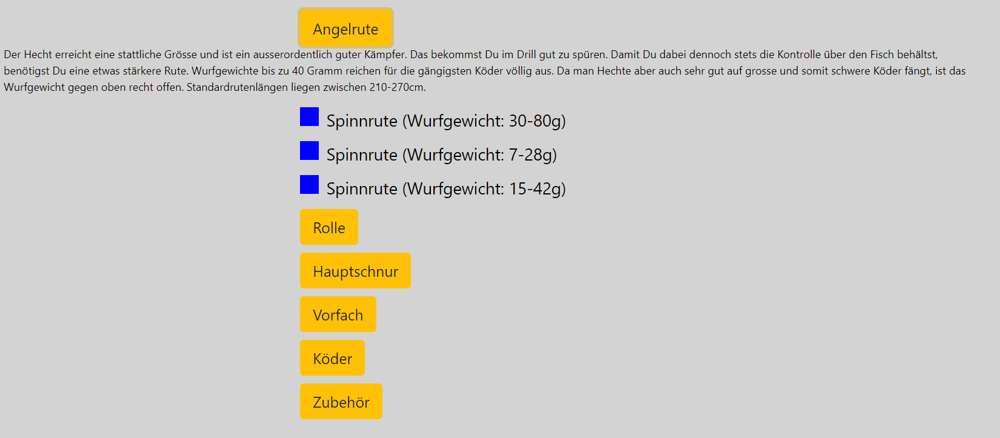 Angelrute
Der Hecht erreicht eine stattliche Grösse und ist ein ausserordentlich guter Kämpfer. Das bekommst Du im Drill gut zu spüren. Damit Du dabei dennoch stets die Kontrolle über den Fisch behältst,
benötigst Du eine etwas stärkere Rute. Wurfgewichte bis zu 40 Gramm reichen für die gängigsten Köder völlig aus. Da man Hechte aber auch sehr gut auf grosse und somit schwere Köder fängt, ist das
Wurfgewicht gegen oben recht offen. Standardrutenlängen liegen zwischen 210-270cm.
Spinnrute (Wurfgewicht: 30-80g)
Spinnrute (Wurfgewicht: 7-28g)
Spinnrute (Wurfgewicht: 15-42g)
Rolle
Hauptschnur
Vorfach
Köder
Zubehör